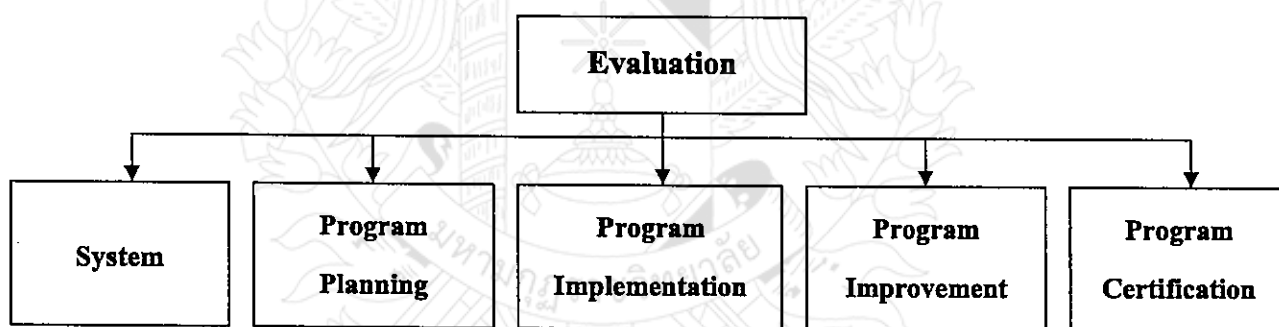 Evaluation
System
Program
Planning
Program
Implementation
Program
Improvement
Program
Certification